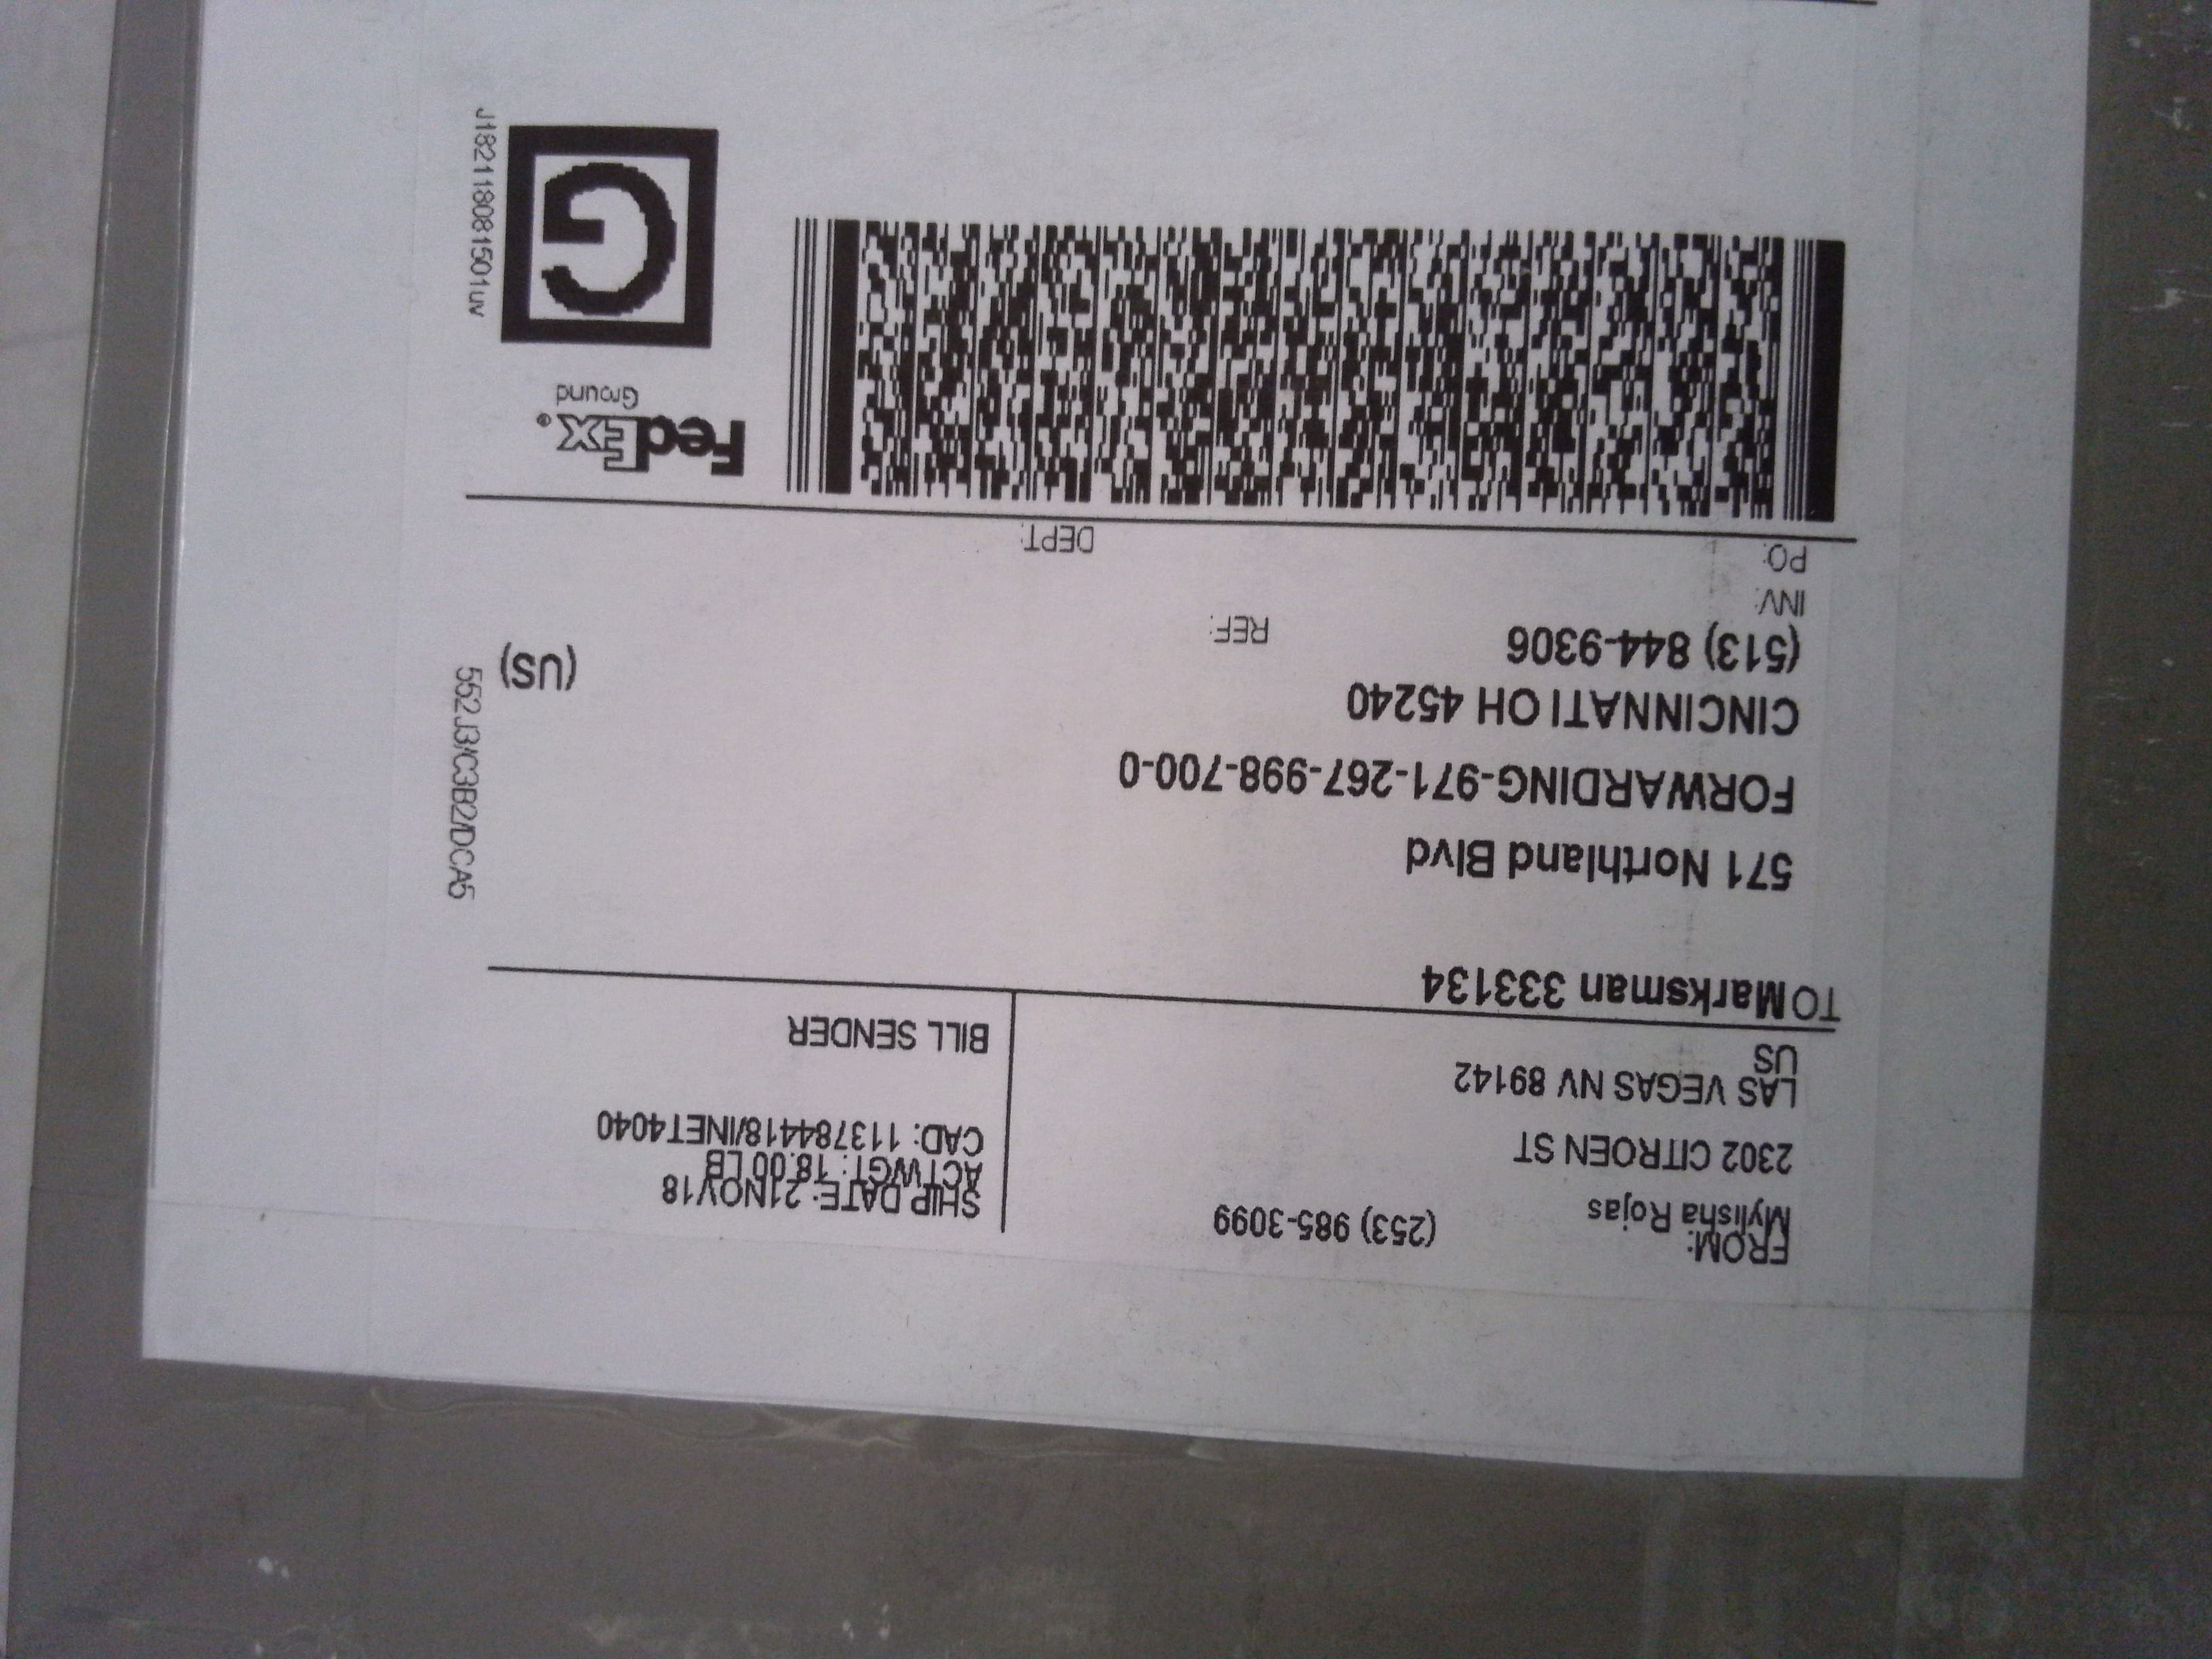 FROM:
Mylisha Rojas (253) 985-3099
2302 CITROEN ST
LAS VEGAS NV 89142
US
SHIP DATE: 21NOV18
ACTWGT: 18.00 LB
CAD: 113784418/INET4040
BILL SENDER
TO Marksman 333134
571 Northland Blvd
FORWARDING-971-267-998-700-0
CINCINNATI OH 45240
(513) 844-9306
REF:
INV:
PO:
DEPT:
(US)
552J3/C3B2/DCA5
FedEx®
Ground
G
J182118081501uv